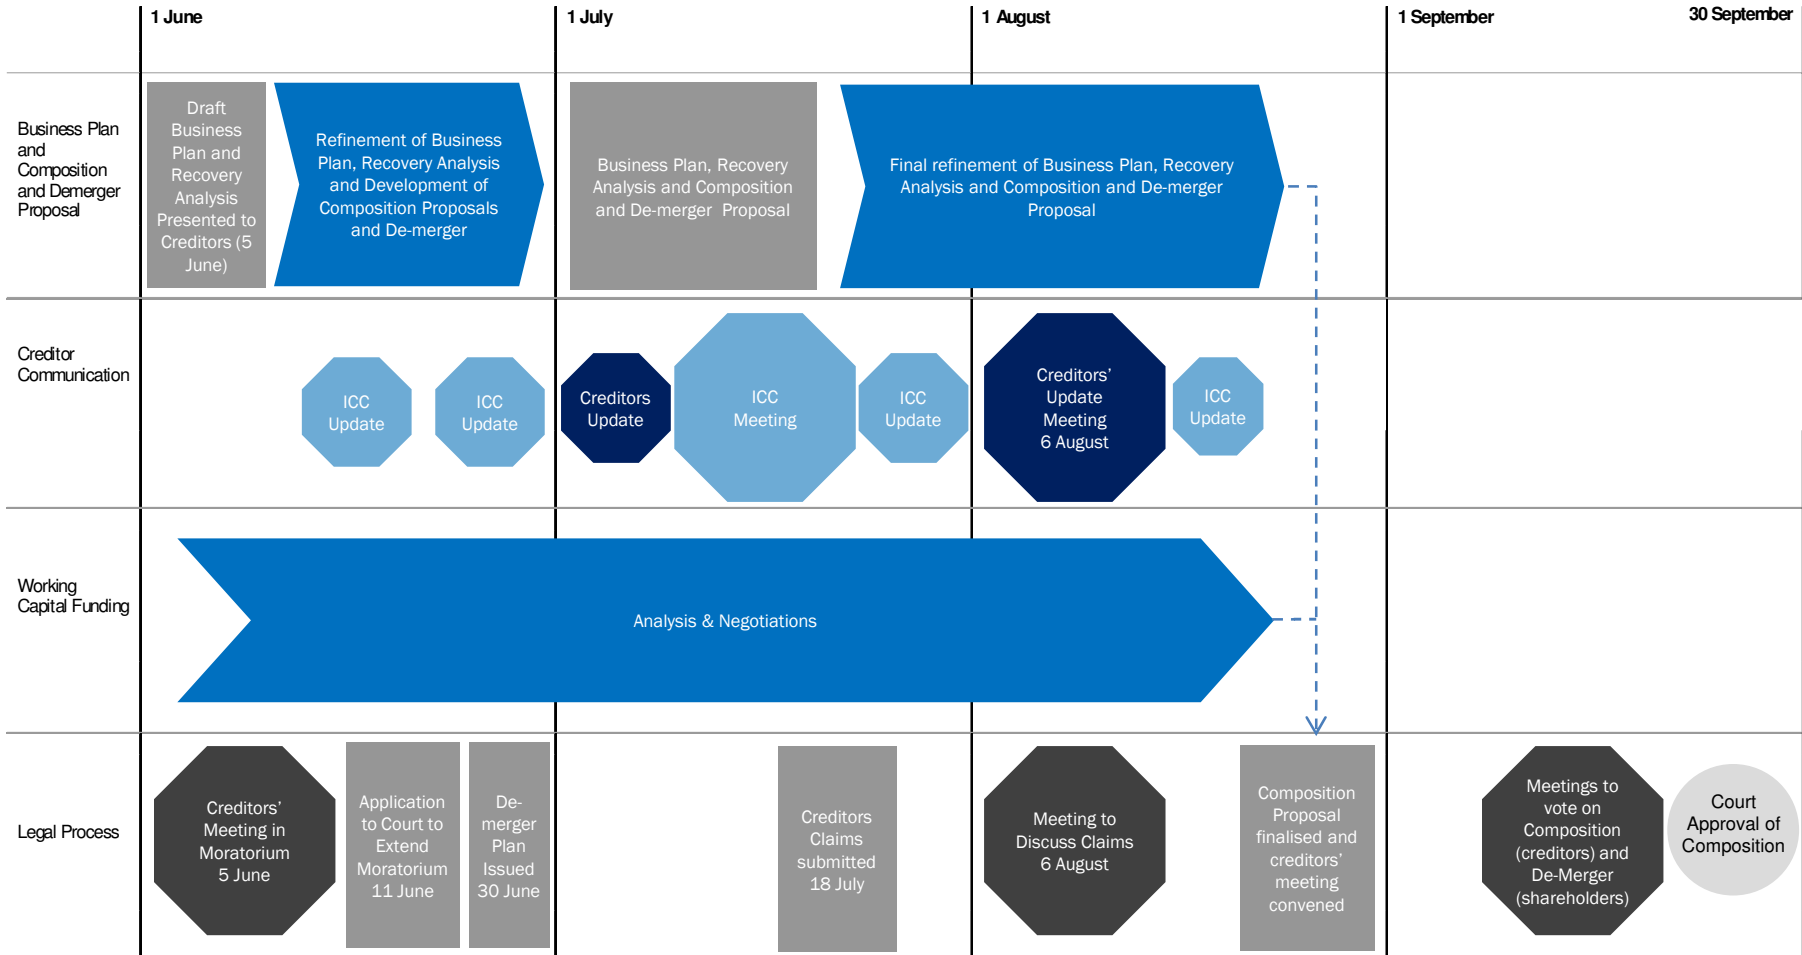 1 June
1 July
1 August
1 September
30 September
Business Plan
and
Composition
and Demerger
Proposal
Draft
Business
Plan and
Recovery
Analysis
Presented to
Creditors (5
June)
Refinement of Business
Plan, Recovery Analysis
and Development of
Composition Proposals
and De-merger
Business Plan, Recovery
Analysis and Composition
and De-merger Proposal
Final refinement of Business Plan, Recovery
Analysis and Composition and De-merger
Proposal
Creditor
Communication
ICC
Update
ICC
Update
Creditors
Update
ICC
Meeting
ICC
Update
Creditors’
Update
Meeting
6 August
ICC
Update
Working
Capital Funding
Analysis & Negotiations
Legal Process
Creditors’
Meeting in
Moratorium
5 June
Application
to Court to
Extend
Moratorium
11 June
De-
merger
Plan
Issued
30 June
Creditors
Claims
submitted
18 July
Meeting to
Discuss Claims
6 August
Composition
Proposal
finalised and
creditors’
meeting
convened
Meetings to
vote on
Composition
(creditors) and
De-Merger
(shareholders)
Court
Approval of
Composition